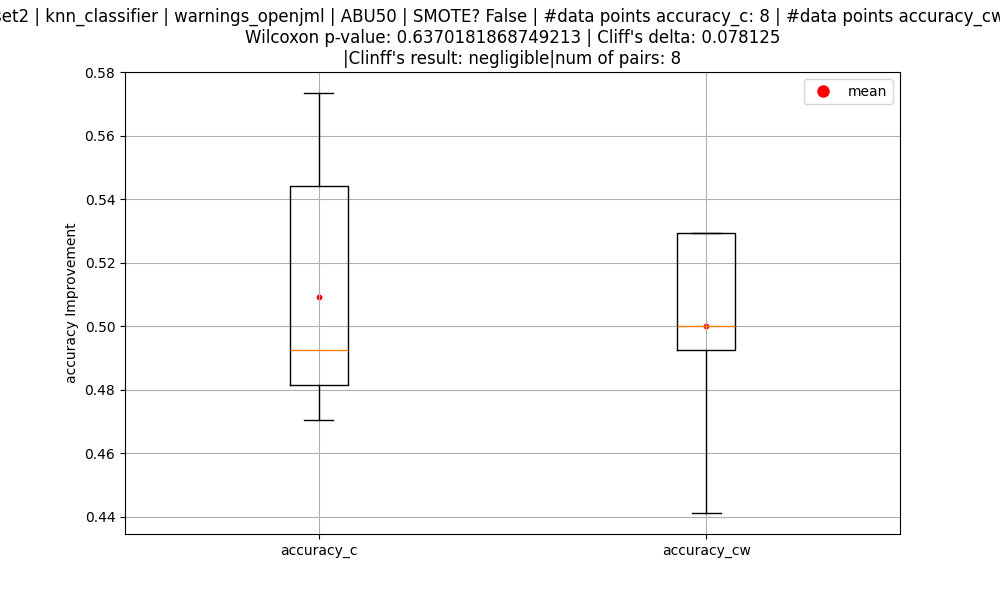 set2 | knn_classifier | warnings_openjml | ABU50 | SMOTE? False | #data points accuracy_c: 8 | #data points accuracy_cw
Wilcoxon p-value: 0.6370181868749213 | Cliff's delta: 0.078125
|Clinff's result: negligible|num of pairs: 8
mean
0.58
0.56
0.54
0.52
0.50
0.48
0.46
0.44
accuracy Improvement
accuracy_c
accuracy_cw